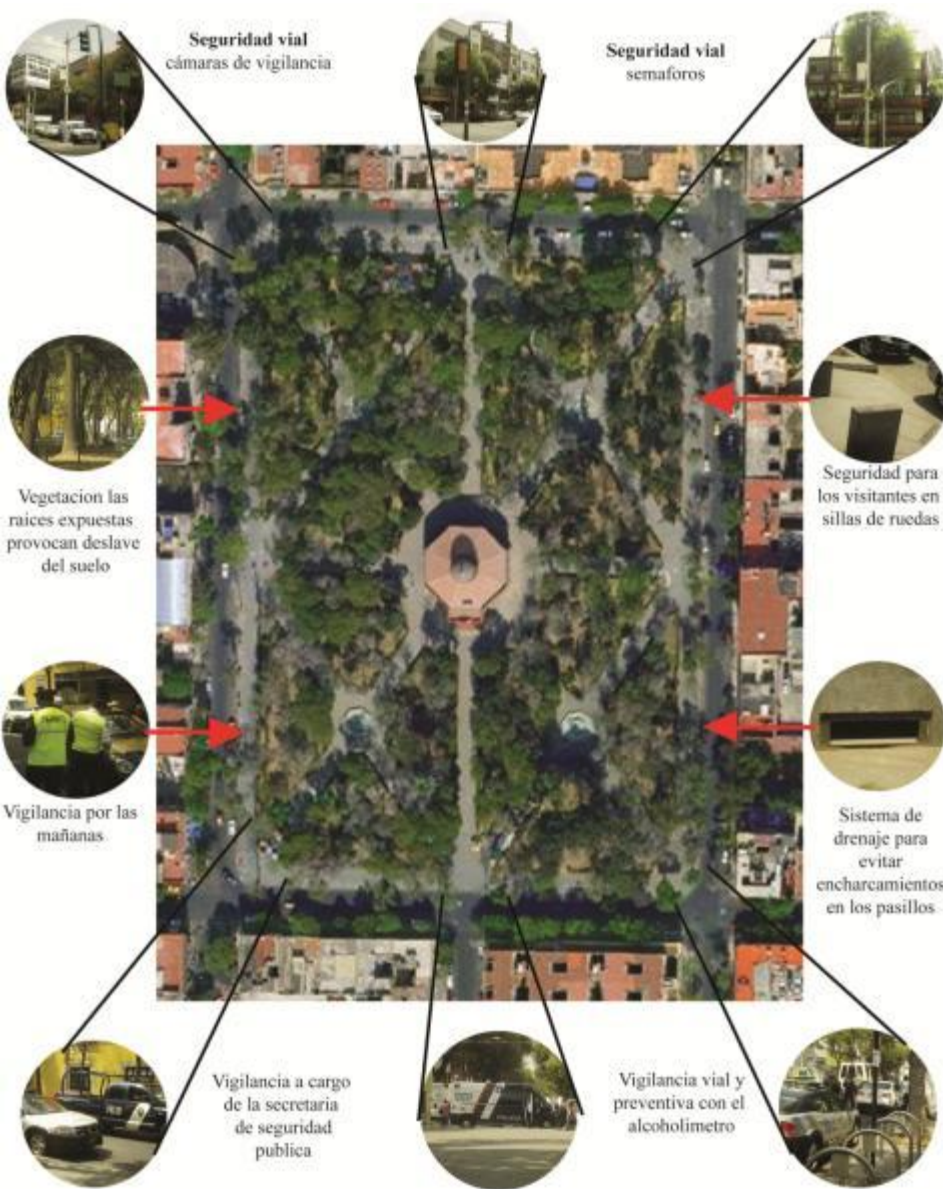 Seguridad vial
cámaras de vigilancia
Seguridad vial
semaforos
Vegetacion las
raices expuestas
provocan deslave
del suelo
Seguridad para
los visitantes en
sillas de ruedas
Vigilancia por las
mañanas
Sistema de
drenaje para
evitar
encharcamientos
en los pasillos
Vigilancia a cargo
de la secretaria
de seguridad
publica
Vigilancia vial y
preventiva con el
alcoholimetro